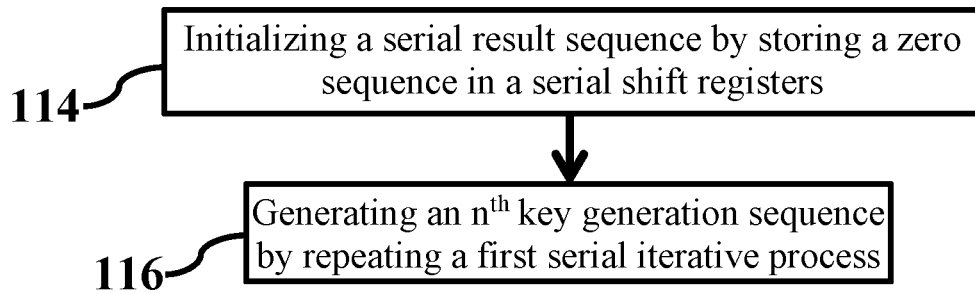 Initializing a serial result sequence by storing a zero
sequence in a serial shift registers
114
Generating an nth key generation sequence
by repeating a first serial iterative process
116